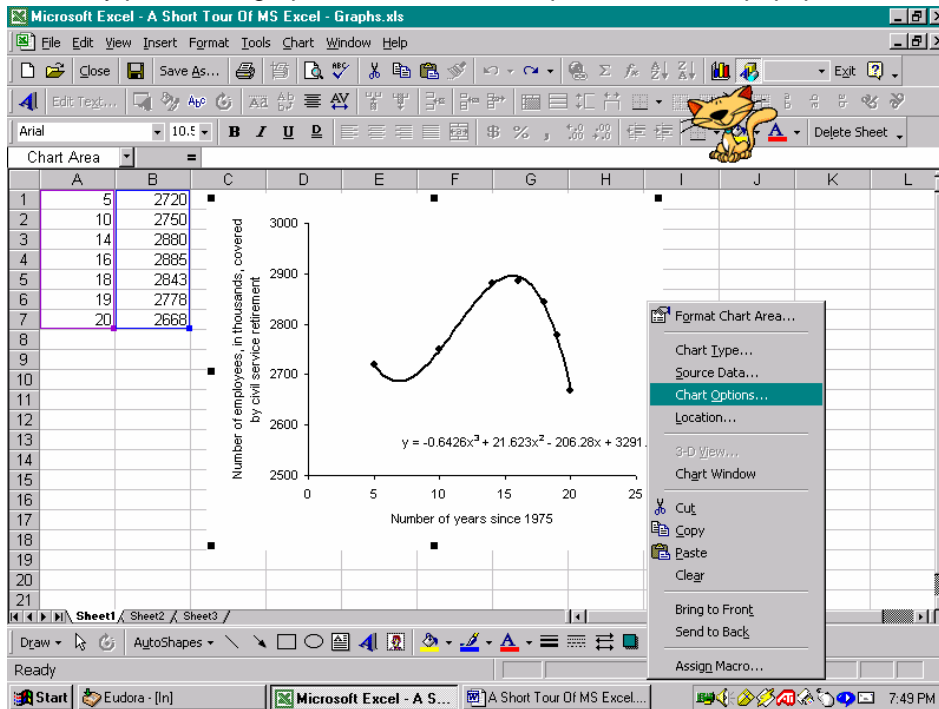 Microsoft Excel - A Short Tour Of MS Excel - Graphs.xls
File Edit View Insert Format Tools Chart Window Help
Close Save As... Exit
Edit Text...
Arial 10.5 B I U D $ % , Delete Sheet
Chart Area =
A B C D E F G H I J K L
1 5 2720
2 10 2750
3 14 2880
4 16 2885
5 18 2843
6 19 2778
7 20 2668
8
9
10
11
12
13
14
15
16
17
18
19
20
21
Number of employees, in thousands, covered
by civil service retirement
3000
2900
2800
2700
2600
2500
y = -0.6426x³ + 21.623x² - 206.28x + 3291.
0 5 10 15 20 25
Number of years since 1975
Format Chart Area...
Chart Type...
Source Data...
Chart Options...
Location...
3-D View...
Chart Window
Cut
Copy
Paste
Clear
Bring to Front
Send to Back
Assign Macro...
Sheet1 Sheet2 Sheet3
Draw AutoShapes
Ready
Start Eudora - [In] Microsoft Excel - A S... A Short Tour Of MS Excel.... 7:49 PM